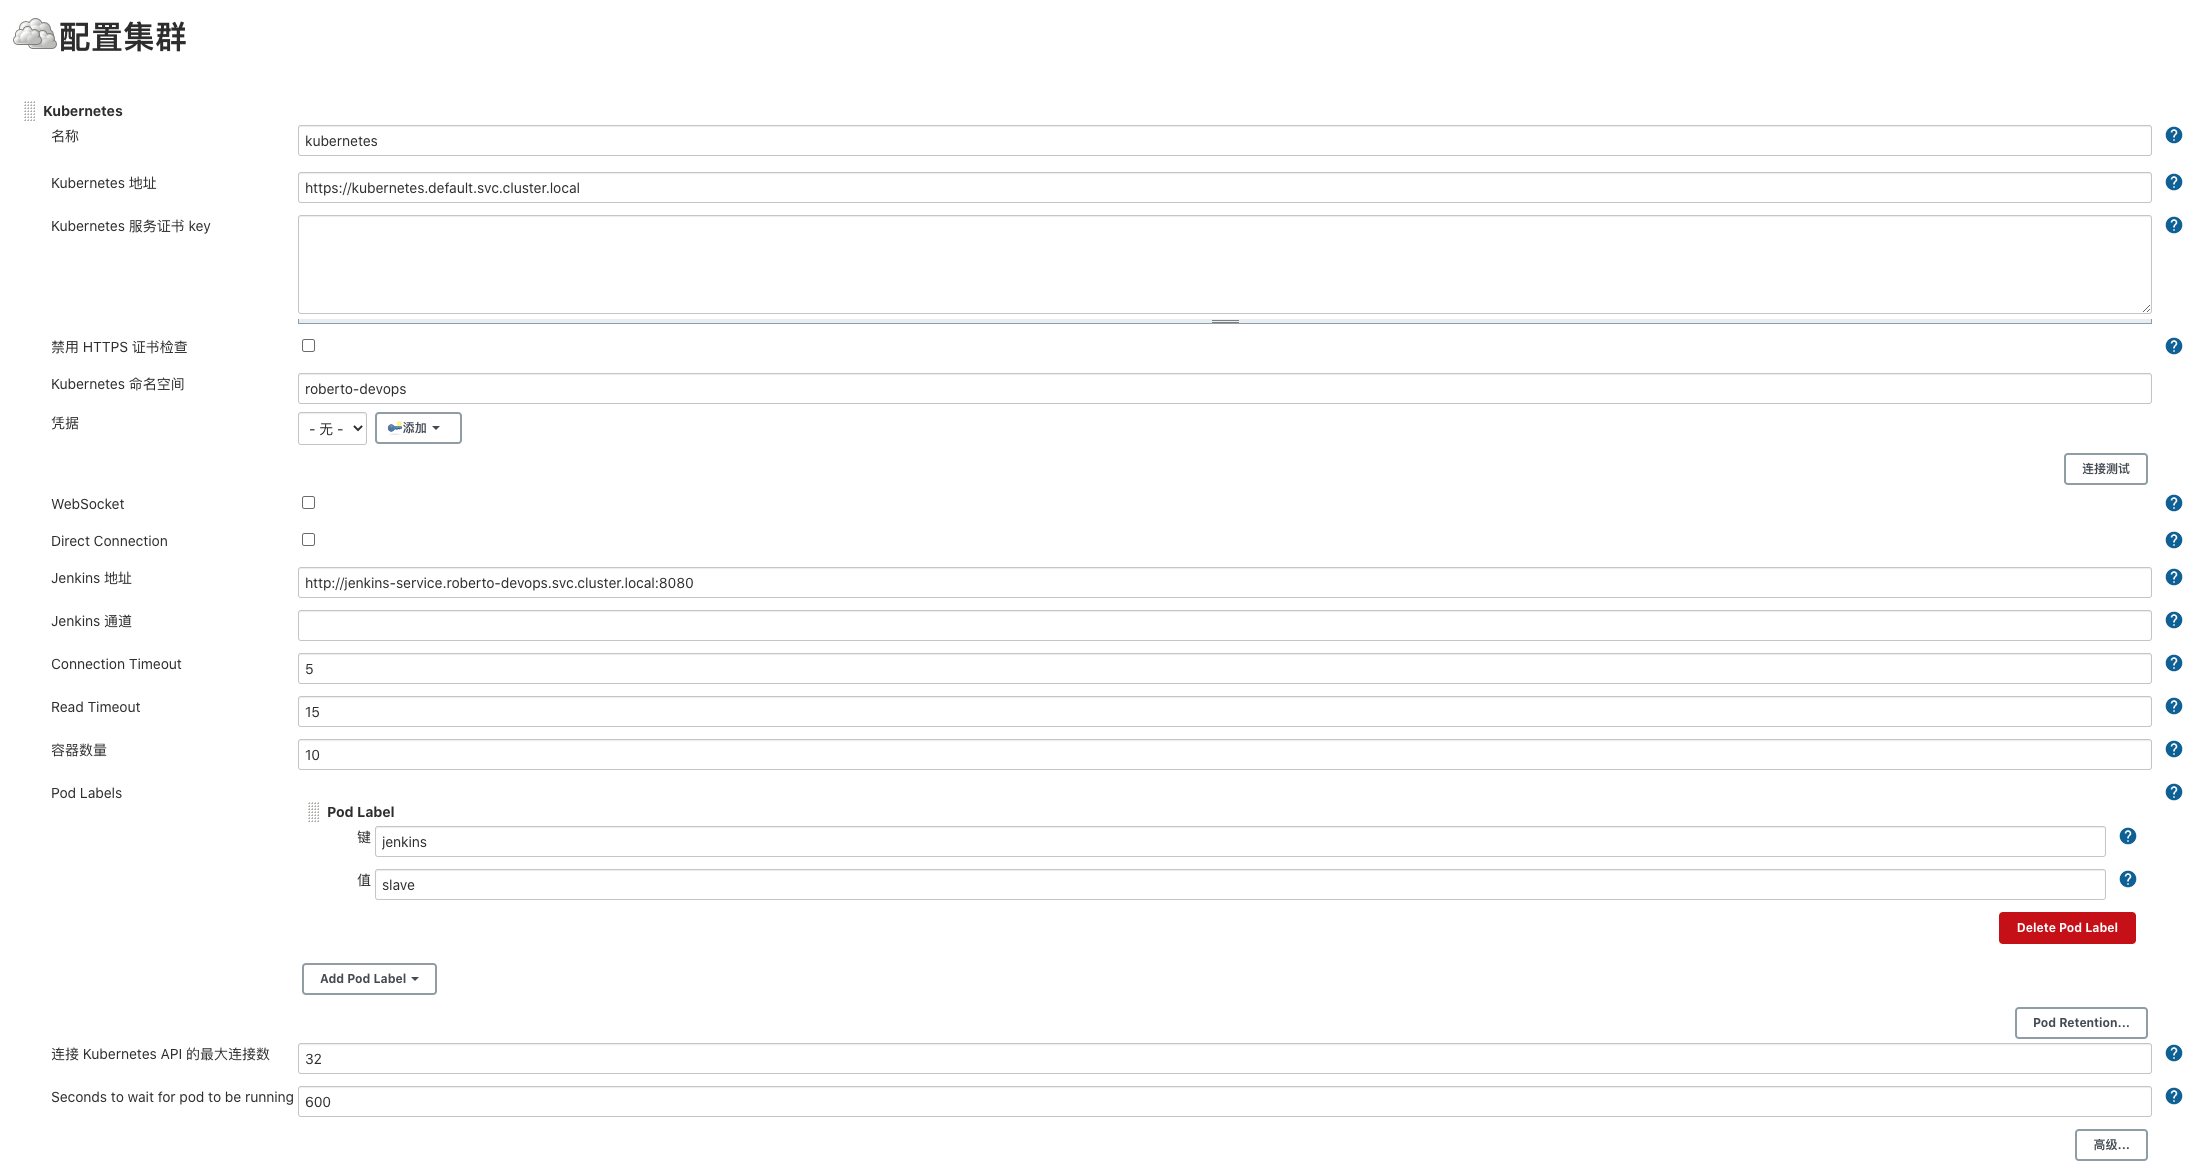 配置集群
Kubernetes
名称
kubernetes
Kubernetes 地址
https://kubernetes.default.svc.cluster.local
Kubernetes 服务证书 key
禁用 HTTPS 证书检查
Kubernetes 命名空间
roberto-devops
凭据
- 无 -
添加
连接测试
WebSocket
Direct Connection
Jenkins 地址
http://jenkins-service.roberto-devops.svc.cluster.local:8080
Jenkins 通道
Connection Timeout
5
Read Timeout
15
容器数量
10
Pod Labels
Pod Label
键
jenkins
值
slave
Delete Pod Label
Add Pod Label
Pod Retention...
连接 Kubernetes API 的最大连接数
32
Seconds to wait for pod to be running
600
高级...